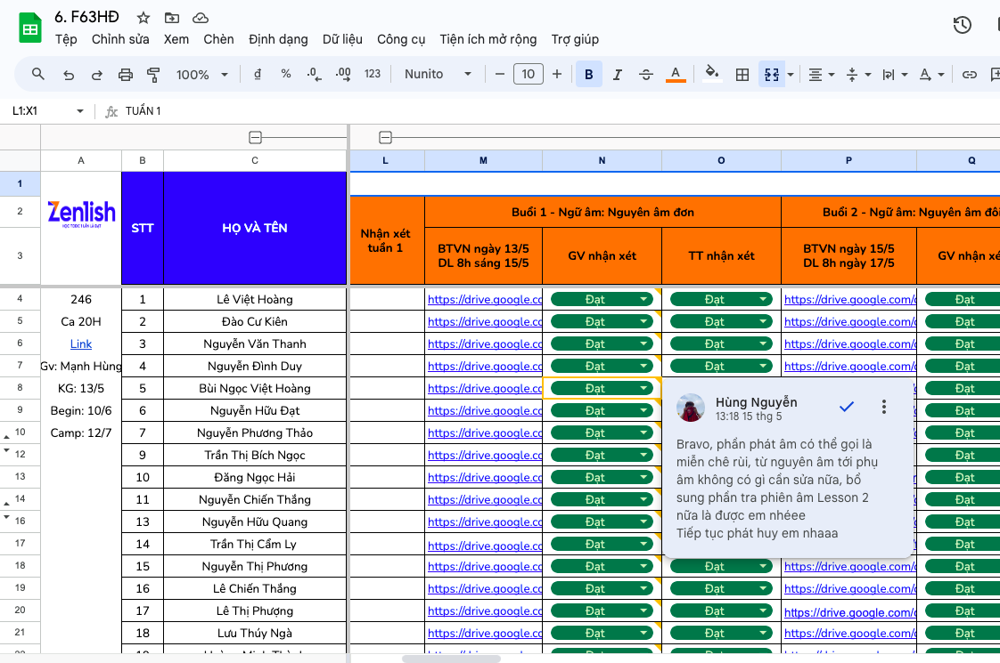 6. F63HĐ
Tệp Chỉnh sửa Xem Chèn Định dạng Dữ liệu Công cụ Tiện ích mở rộng Trợ giúp
100% đ % .0 .00 123 Nunito 10 B I A A
L1:X1 fx TUẦN 1
A B C L M N O P Q
1
2 Zenlish STT HỌ VÀ TÊN Nhận xét tuần 1 Buổi 1 - Ngữ âm: Nguyên âm đơn Buổi 2 - Ngữ âm: Nguyên âm đôi
HỌC TOEIC 1 LẦN LÀ ĐẠT
3 BTVN ngày 13/5 GV nhận xét TT nhận xét BTVN ngày 15/5 GV nhận xé
DL 8h sáng 15/5 DL 8h ngày 17/5
4 246 1 Lê Việt Hoàng https://drive.google.co Đạt Đạt https://drive.google.com/ Đạt
5 Ca 20H 2 Đào Cư Kiên https://drive.google.co Đạt Đạt https://drive.google.com/ Đạt
6 Link 3 Nguyễn Văn Thanh https://drive.google.co Đạt Đạt https://drive.google.com/ Đạt
7 Gv: Mạnh Hùng 4 Nguyễn Đình Duy https://drive.google.co Đạt Đạt https://drive.google.com/ Đạt
8 KG: 13/5 5 Bùi Ngọc Việt Hoàng https://drive.google.co Đạt Đạt
9 Begin: 10/6 6 Nguyễn Hữu Đạt https://drive.google.co Đạt Đạt
10 Camp: 12/7 7 Nguyễn Phương Thảo https://drive.google.co Đạt Đạt
12 9 Trần Thị Bích Ngọc https://drive.google.co Đạt Đạt
13 10 Đăng Ngọc Hải https://drive.google.co Đạt Đạt
14 11 Nguyễn Chiến Thắng https://drive.google.co Đạt Đạt
16 13 Nguyễn Hữu Quang https://drive.google.co Đạt Đạt
17 14 Trần Thị Cẩm Ly https://drive.google.co Đạt Đạt
18 15 Nguyễn Thị Phương https://drive.google.co Đạt Đạt https://drive.google.com/ Đạt
19 16 Lê Chiến Thắng https://drive.google.co Đạt Đạt https://drive.google.com/ Đạt
20 17 Lê Thị Phượng https://drive.google.co Đạt Đạt https://drive.google.com/ Đạt
21 18 Lưu Thúy Ngà https://drive.google.co Đạt Đạt https://drive.google.com/ Đạt
Hùng Nguyễn
13:18 15 thg 5
Bravo, phần phát âm có thể gọi là
miễn chê rùi, từ nguyên âm tới phụ
âm không có gì cần sửa nữa, bổ
sung phần tra phiên âm Lesson 2
nữa là được em nhéee
Tiếp tục phát huy em nhaaa